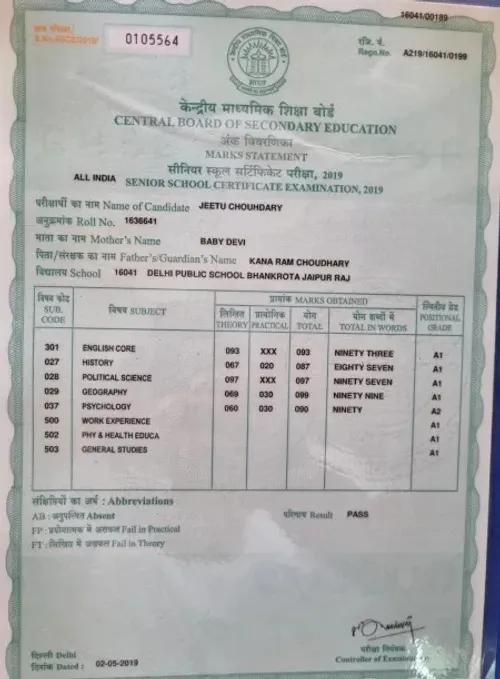 16041/00189
क्रम संख्या
0105564
रजि. नं.
Regn.No. A219/16041/0199
भारत
केन्द्रीय माध्यमिक शिक्षा बोर्ड
CENTRAL BOARD OF SECONDARY EDUCATION
अंक विवरणिका
MARKS STATEMENT
सीनियर स्कूल सर्टिफिकेट परीक्षा, 2019
ALL INDIA SENIOR SCHOOL CERTIFICATE EXAMINATION, 2019
परीक्षार्थी का नाम Name of Candidate JEETU CHOUHDARY
अनुक्रमांक Roll No. 1636641
माता का नाम Mother's Name BABY DEVI
पिता/संरक्षक का नाम Father's/Guardian's Name KANA RAM CHOUDHARY
विद्यालय School 16041 DELHI PUBLIC SCHOOL BHANKROTA JAIPUR RAJ
विषय कोड SUB. CODE विषय SUBJECT प्राप्तांक MARKS OBTAINED लिखित THEORY प्रायोगिक PRACTICAL योग TOTAL योग शब्दों में TOTAL IN WORDS स्थितीय ग्रेड POSITIONAL GRADE
301 ENGLISH CORE 093 XXX 093 NINETY THREE A1
027 HISTORY 067 020 087 EIGHTY SEVEN A1
028 POLITICAL SCIENCE 097 XXX 097 NINETY SEVEN A1
029 GEOGRAPHY 069 030 099 NINETY NINE A1
037 PSYCHOLOGY 060 030 090 NINETY A2
500 WORK EXPERIENCE A1
502 PHY & HEALTH EDUCA A1
503 GENERAL STUDIES A1
संक्षिप्तियों का अर्थ : Abbreviations
AB : अनुपस्थित Absent परिणाम Result PASS
FP : प्रयोगात्मक में असफल Fail in Practical
FT : लिखित में असफल Fail in Theory
दिल्ली Delhi
परीक्षा नियंत्रक
दिनांक Dated : 02-05-2019 Controller of